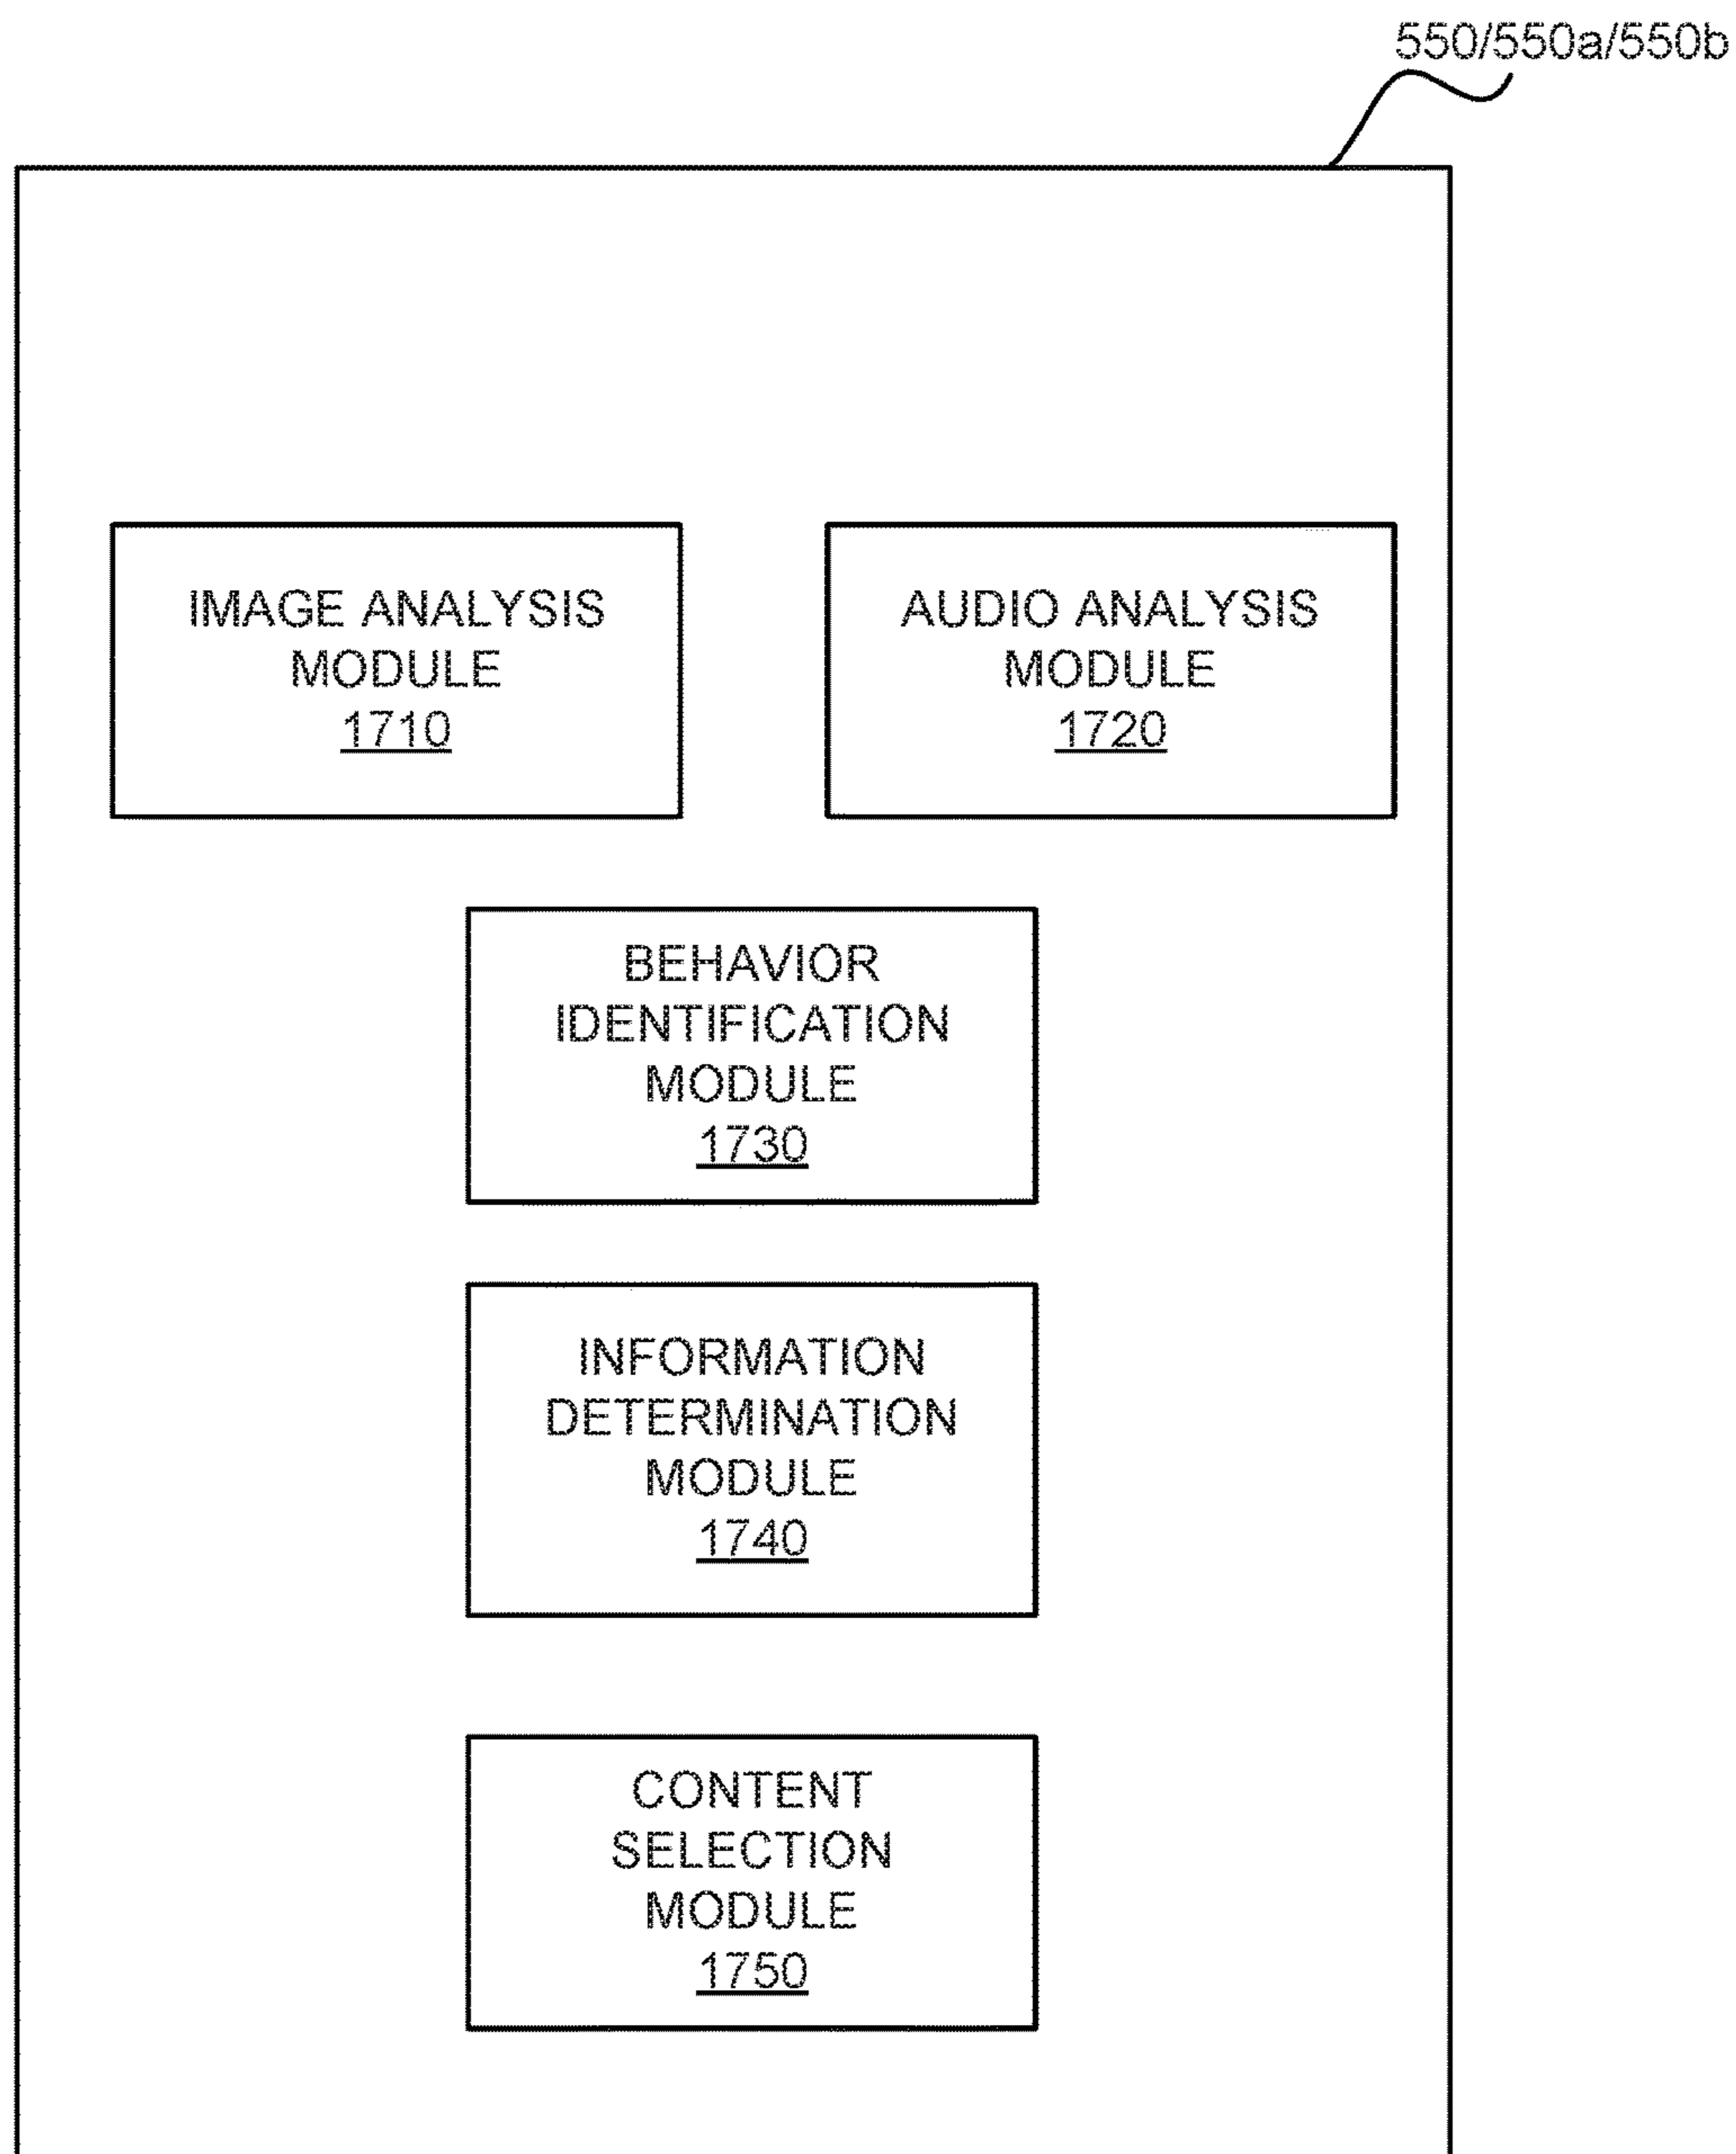 550/550a/550b
IMAGE ANALYSIS
MODULE
1710
AUDIO ANALYSIS
MODULE
1720
BEHAVIOR
IDENTIFICATION
MODULE
1730
INFORMATION
DETERMINATION
MODULE
1740
CONTENT
SELECTION
MODULE
1750